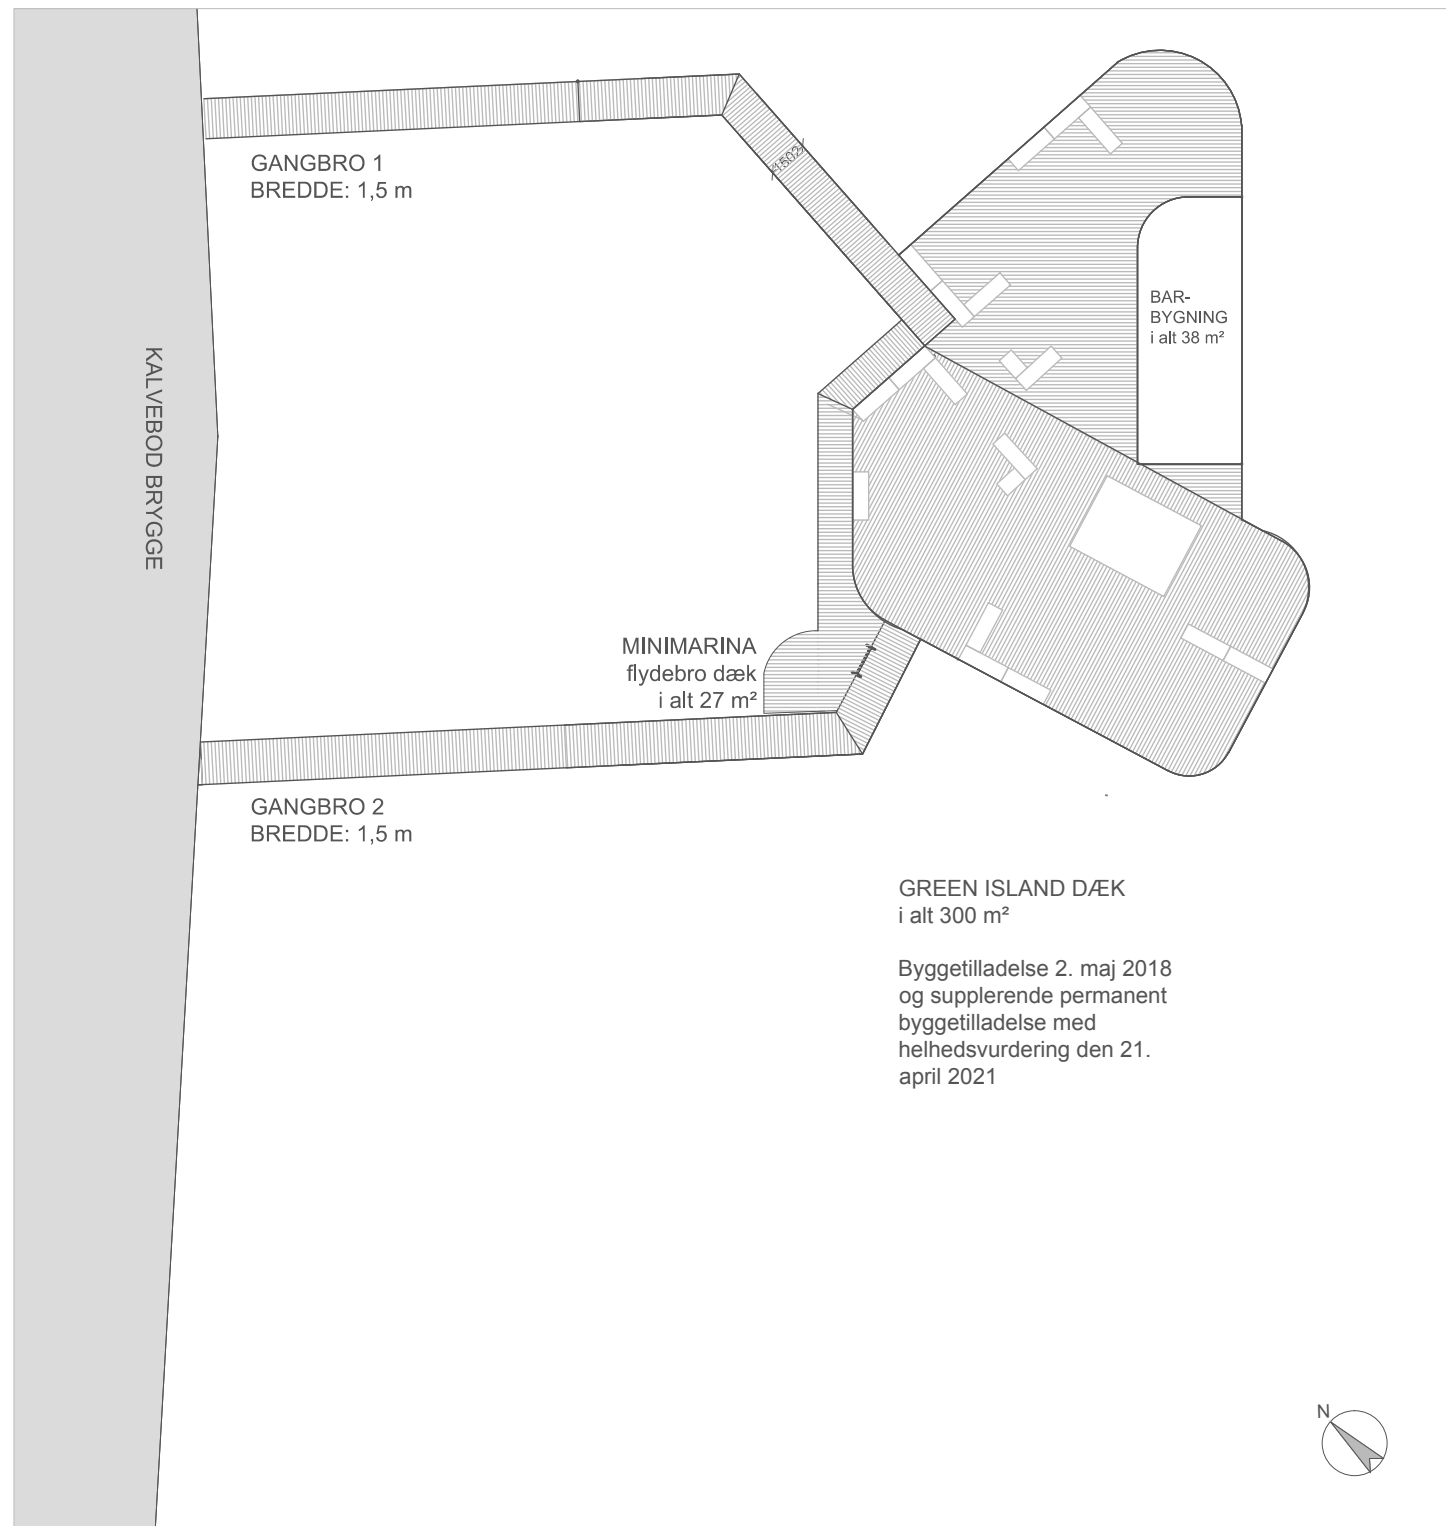 GANGBRO 1
BREDDE: 1,5 m
1502
BAR-
BYGNING
i alt 38 m²
KALVEBOD BRYGGE
MINIMARINA
flydebro dæk
i alt 27 m²
GANGBRO 2
BREDDE: 1,5 m
GREEN ISLAND DÆK
i alt 300 m²
Byggetilladelse 2. maj 2018
og supplerende permanent
byggetilladelse med
helhedsvurdering den 21.
april 2021
N